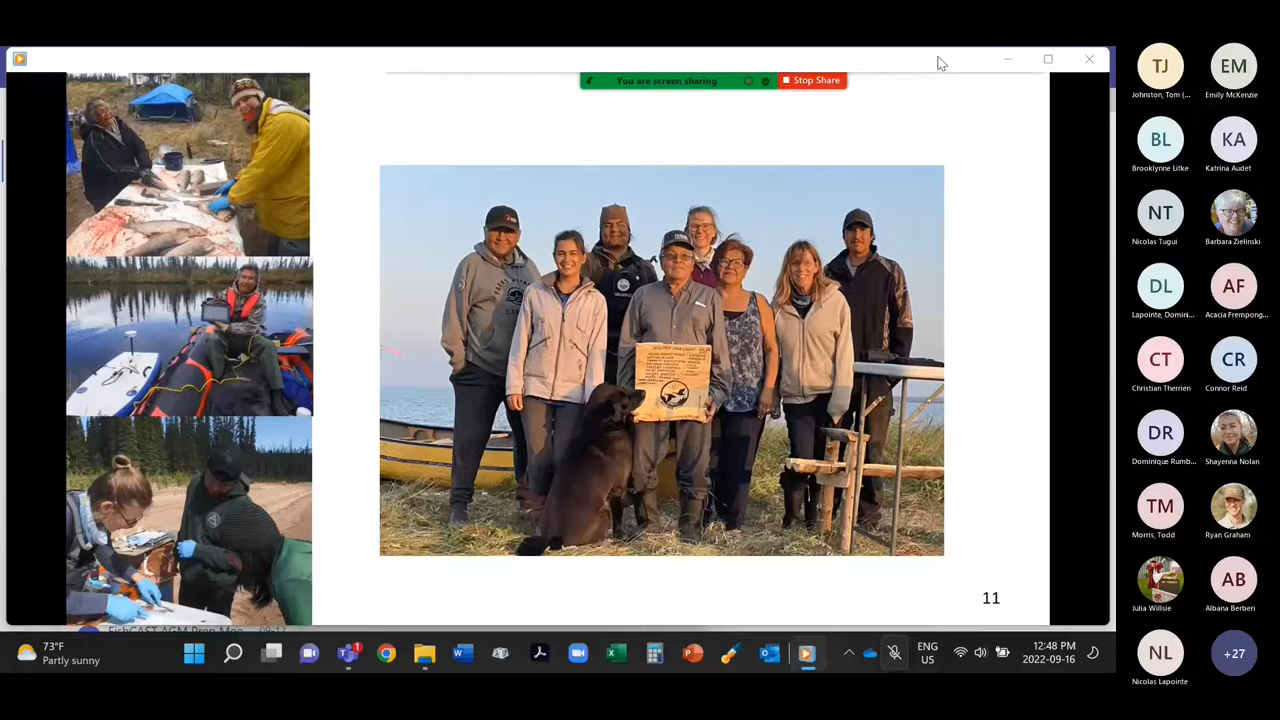 You are screen sharing
Stop Share
11
TJ
Johnston, Tom (...
EM
Emily McKenzie
BL
Brooklynne Litke
KA
Katrina Audet
NT
Nicolas Tugui
Barbara Zielinski
DL
Lapointe, Domini...
AF
Acacia Frempong...
CT
Christian Therrien
CR
Connor Reid
DR
Dominique Rumb...
Shayenna Nolan
TM
Morris, Todd
Ryan Graham
Julia Willsie
AB
Albana Berberi
NL
Nicolas Lapointe
+27
73°F
Partly sunny
1
ENG
US
12:48 PM
2022-09-16